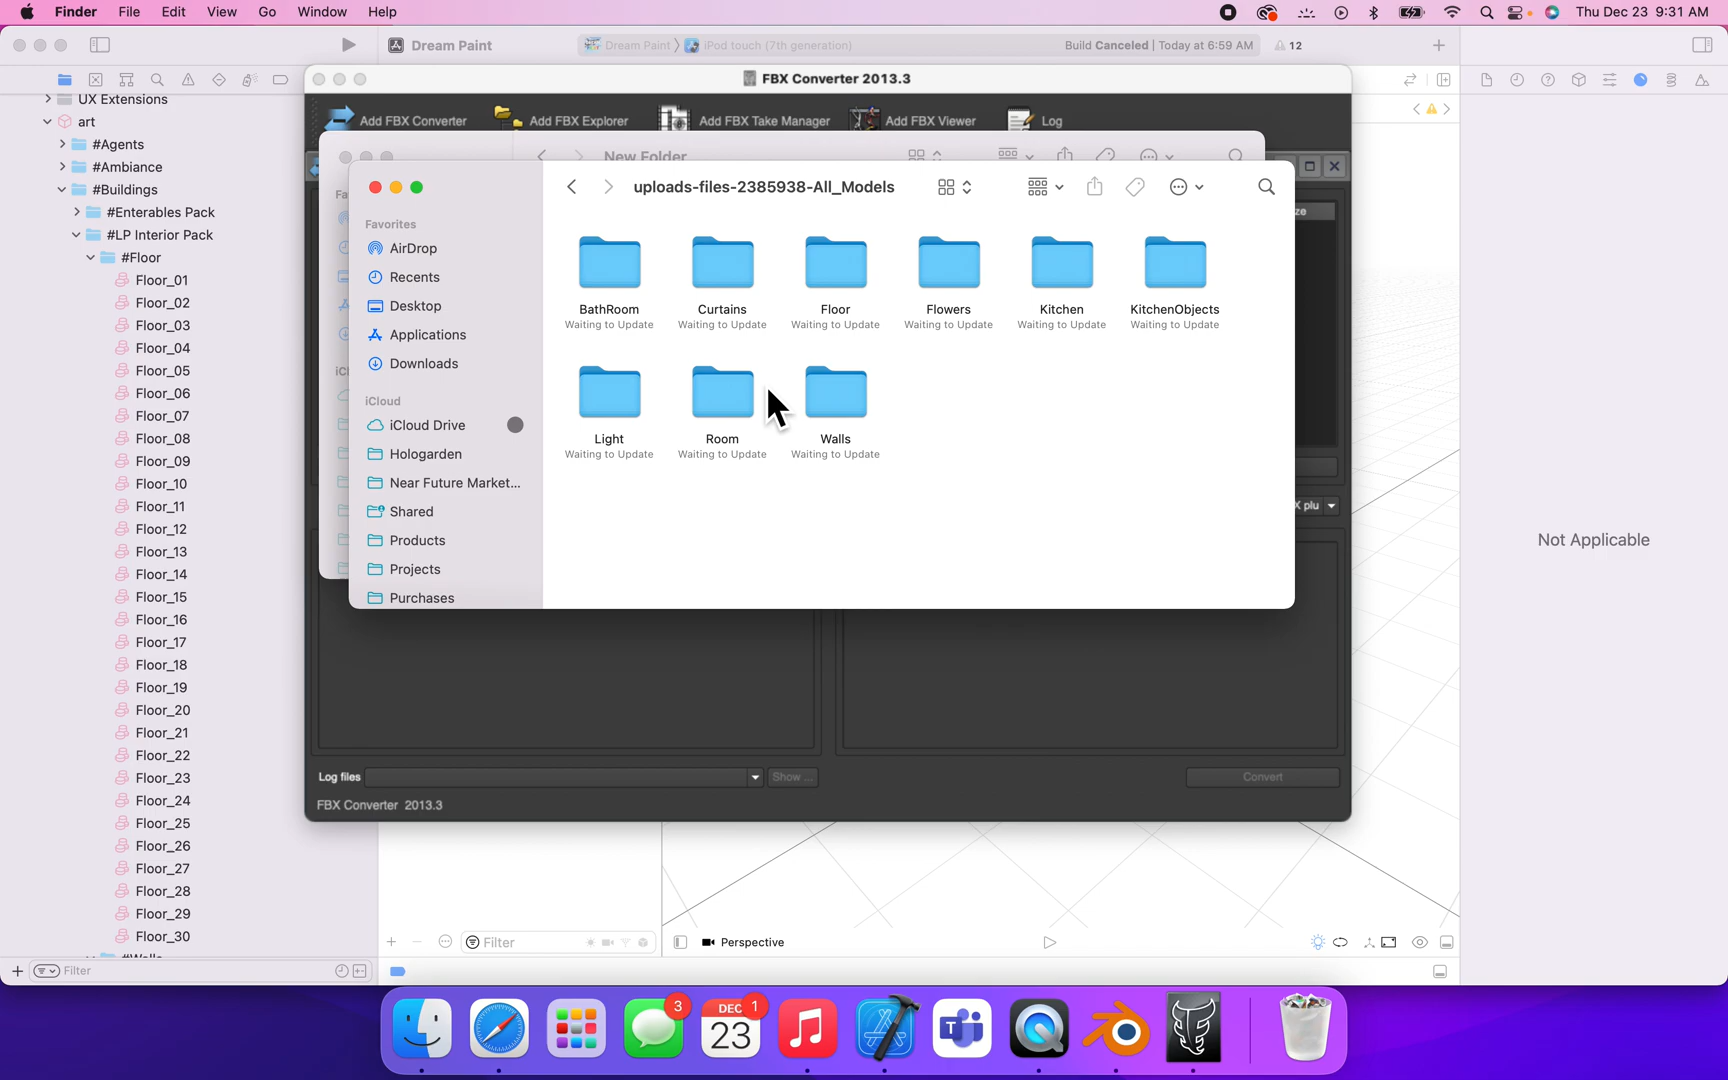 Finder File Edit View Go Window Help Thu Dec 23 9:31 AM
Dream Paint Dream Paint 〉 iPod touch (7th generation) Build Canceled | Today at 6:59 AM 12
FBX Converter 2013.3
Add FBX Converter Add FBX Explorer Add FBX Take Manager Add FBX Viewer Log
New Folder
uploads-files-2385938-All_Models
UX Extensions
art
#Agents
#Ambiance
#Buildings
#Enterables Pack
#LP Interior Pack
#Floor
Floor_01
Floor_02
Floor_03
Floor_04
Floor_05
Floor_06
Floor_07
Floor_08
Floor_09
Floor_10
Floor_11
Floor_12
Floor_13
Floor_14
Floor_15
Floor_16
Floor_17
Floor_18
Floor_19
Floor_20
Floor_21
Floor_22
Floor_23
Floor_24
Floor_25
Floor_26
Floor_27
Floor_28
Floor_29
Floor_30
Filter
Favorites
AirDrop
Recents
Desktop
Applications
Downloads
iCloud
iCloud Drive
Hologarden
Near Future Market...
Shared
Products
Projects
Purchases
BathRoom Curtains Floor Flowers Kitchen KitchenObjects
Waiting to Update Waiting to Update Waiting to Update Waiting to Update Waiting to Update Waiting to Update
Light Room Walls
Waiting to Update Waiting to Update Waiting to Update
ze
X plu
Log files Show ... Convert
FBX Converter 2013.3
Not Applicable
Filter Perspective
3 DEC 1
23
T